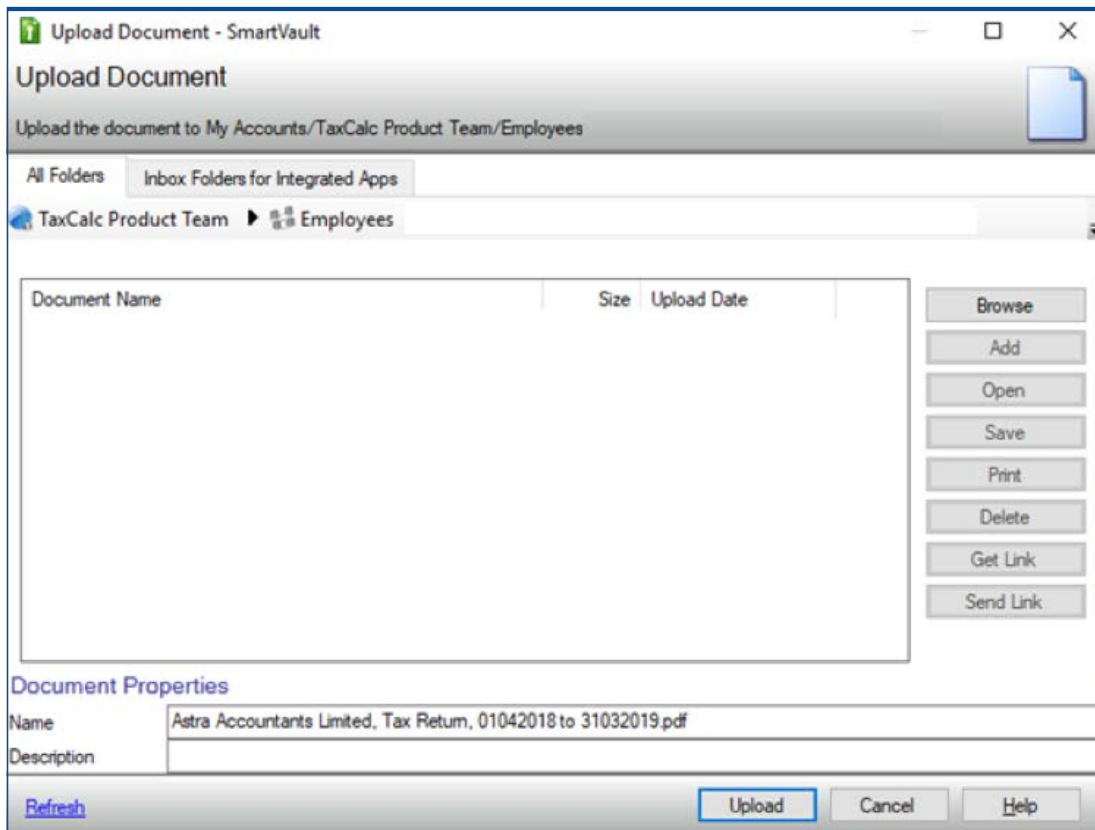 Upload Document - SmartVault
Upload Document
Upload the document to My Accounts/TaxCalc Product Team/Employees
All Folders Inbox Folders for Integrated Apps
TaxCalc Product Team Employees
Document Name Size Upload Date
Browse
Add
Open
Save
Print
Delete
Get Link
Send Link
Document Properties
Name Astra Accountants Limited, Tax Return, 01042018 to 31032019.pdf
Description
Refresh Upload Cancel Help